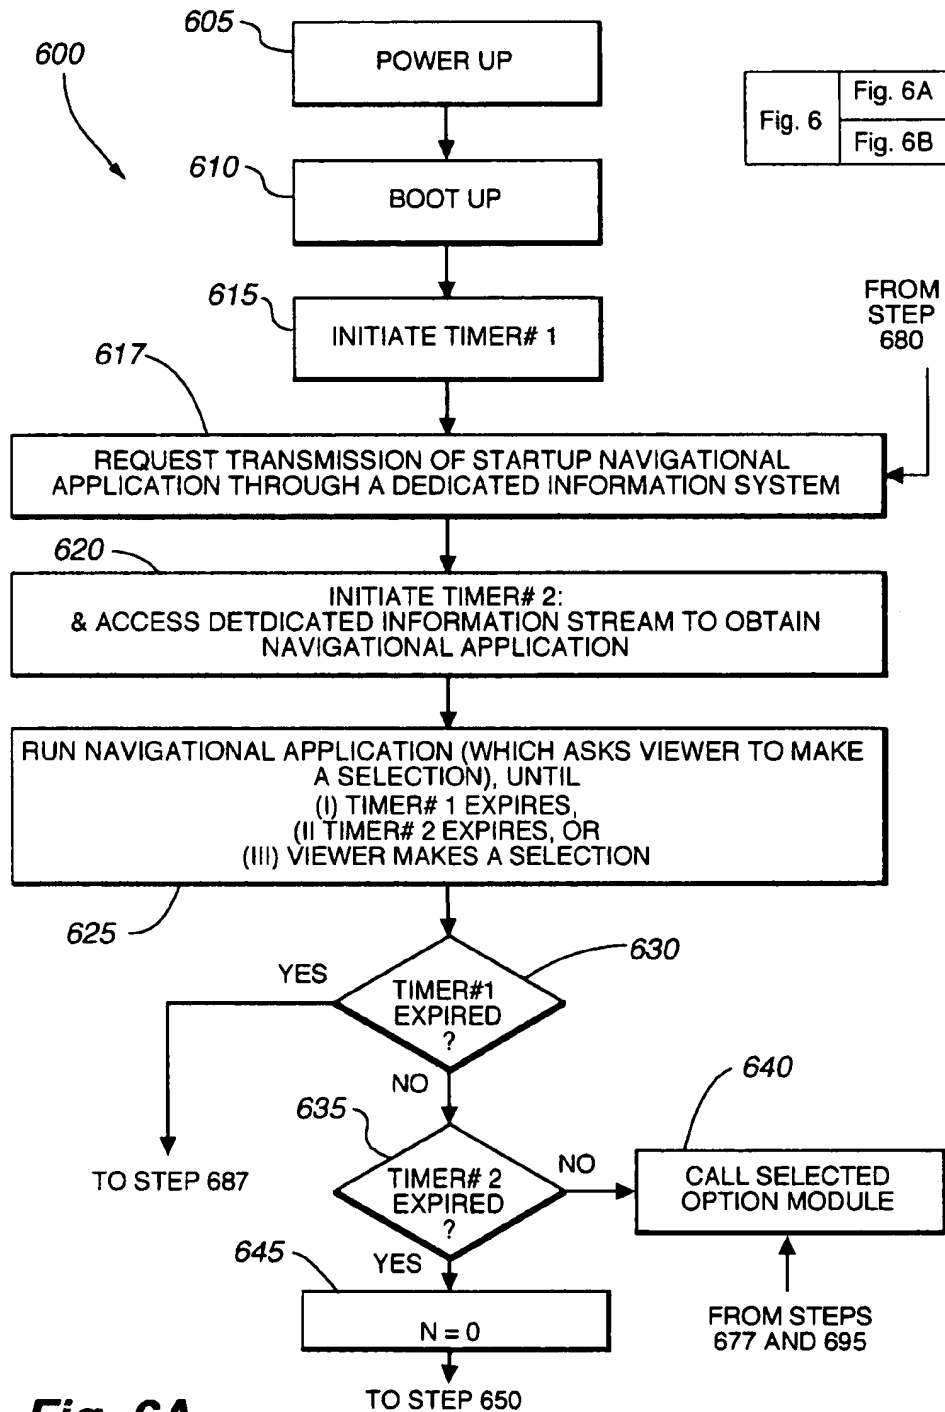 605
POWER UP
600
Fig. 6
Fig. 6A
Fig. 6B
610
BOOT UP
615
INITIATE TIMER# 1
FROM
STEP
680
617
REQUEST TRANSMISSION OF STARTUP NAVIGATIONAL
APPLICATION THROUGH A DEDICATED INFORMATION SYSTEM
620
INITIATE TIMER# 2:
& ACCESS DETDICATED INFORMATION STREAM TO OBTAIN
NAVIGATIONAL APPLICATION
RUN NAVIGATIONAL APPLICATION (WHICH ASKS VIEWER TO MAKE
A SELECTION), UNTIL
(I) TIMER# 1 EXPIRES,
(II TIMER# 2 EXPIRES, OR
(III) VIEWER MAKES A SELECTION
625
630
YES
TIMER#1
EXPIRED
?
NO
TO STEP 687
635
TIMER# 2
EXPIRED
?
NO
640
CALL SELECTED
OPTION MODULE
YES
645
N = 0
FROM STEPS
677 AND 695
TO STEP 650
Fig. 6A